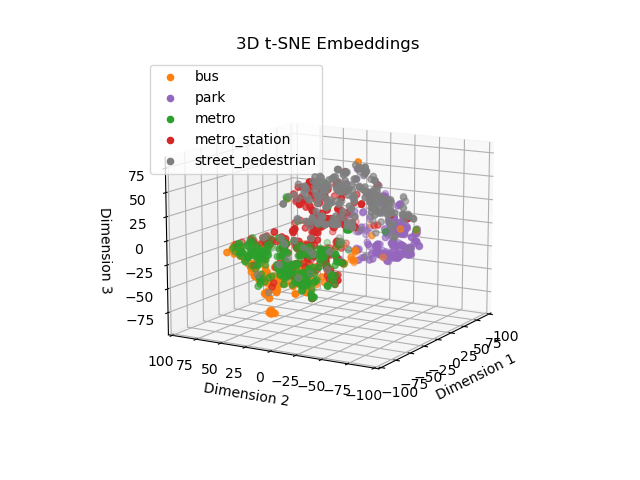 3D t-SNE Embeddings
bus
park
metro
metro_station
street_pedestrian
75
50
25
0
−25
−50
−75
Dimension 3
100
75
50
25
0
−25
−50
−75
−100
Dimension 2
−100
−75
−50
−25
0
25
50
75
100
Dimension 1